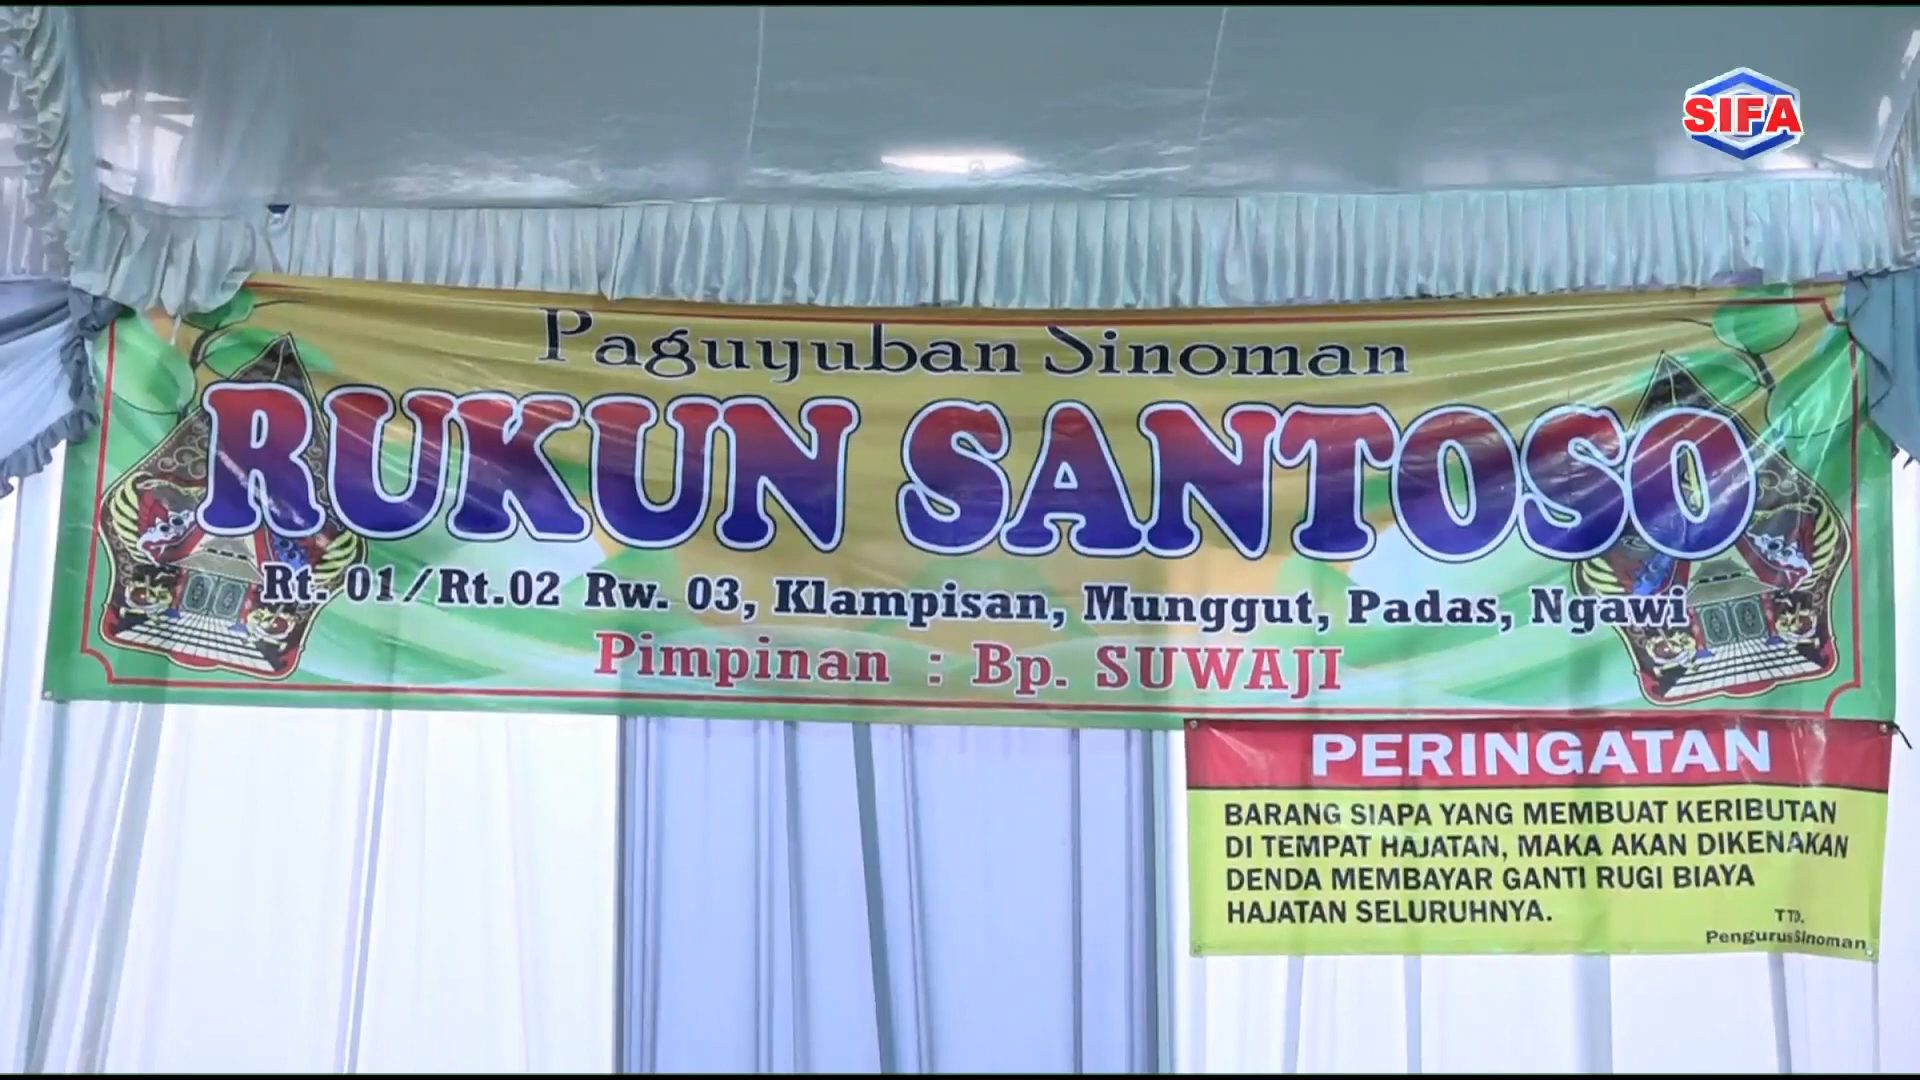 SIFA
Paguyuban Sinoman
RUKUN SANTOSO
Rt. 01/Rt.02 Rw. 03, Klampisan, Munggut, Padas, Ngawi
Pimpinan : Bp. SUWAJI
PERINGATAN
BARANG SIAPA YANG MEMBUAT KERIBUTAN
DI TEMPAT HAJATAN, MAKA AKAN DIKENAKAN
DENDA MEMBAYAR GANTI RUGI BIAYA
HAJATAN SELURUHNYA.
TTD.
Pengurus Sinoman